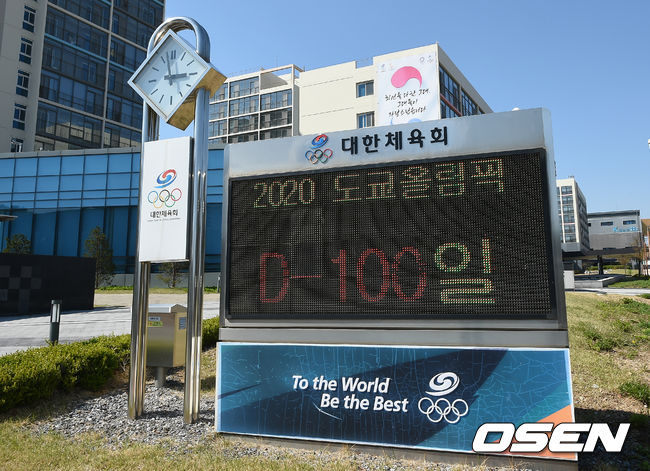 대한체육회
2020 도쿄올림픽
D-100일
대한체육회
To the World
Be the Best
OSEN